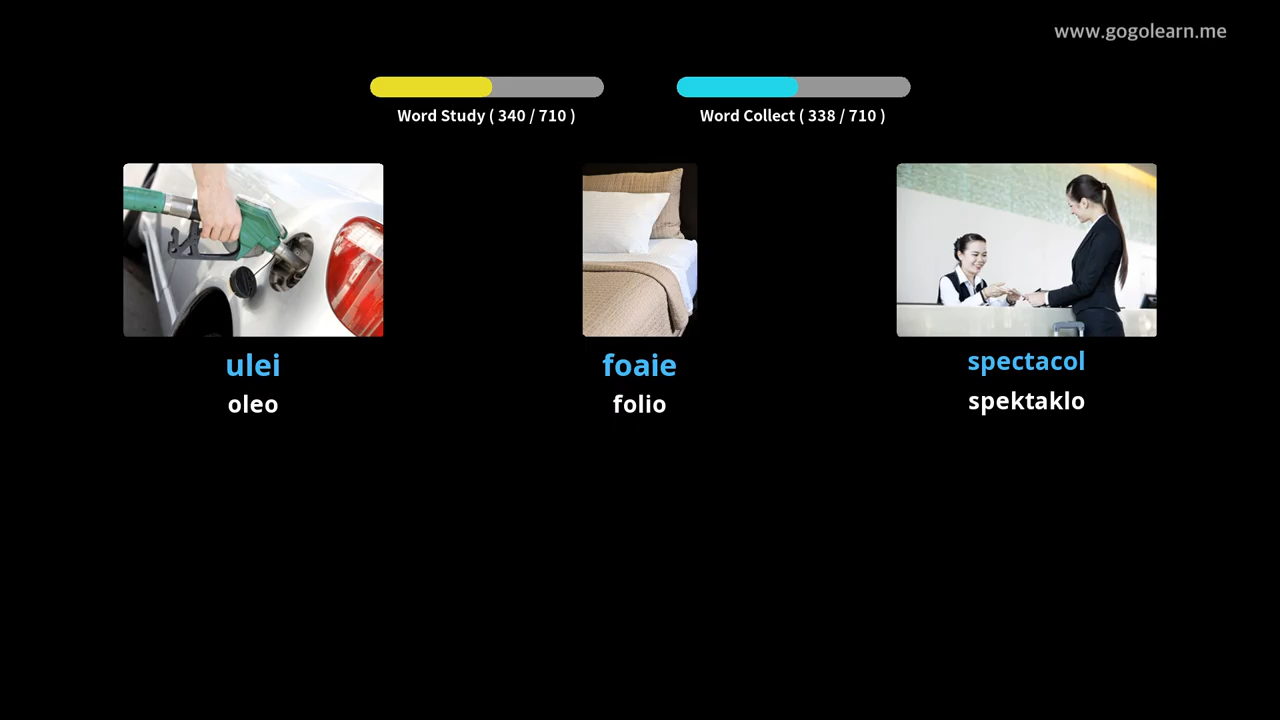 www.gogolearn.me
Word Study ( 340 / 710 )
Word Collect ( 338 / 710 )
ulei
oleo
foaie
folio
spectacol
spektaklo